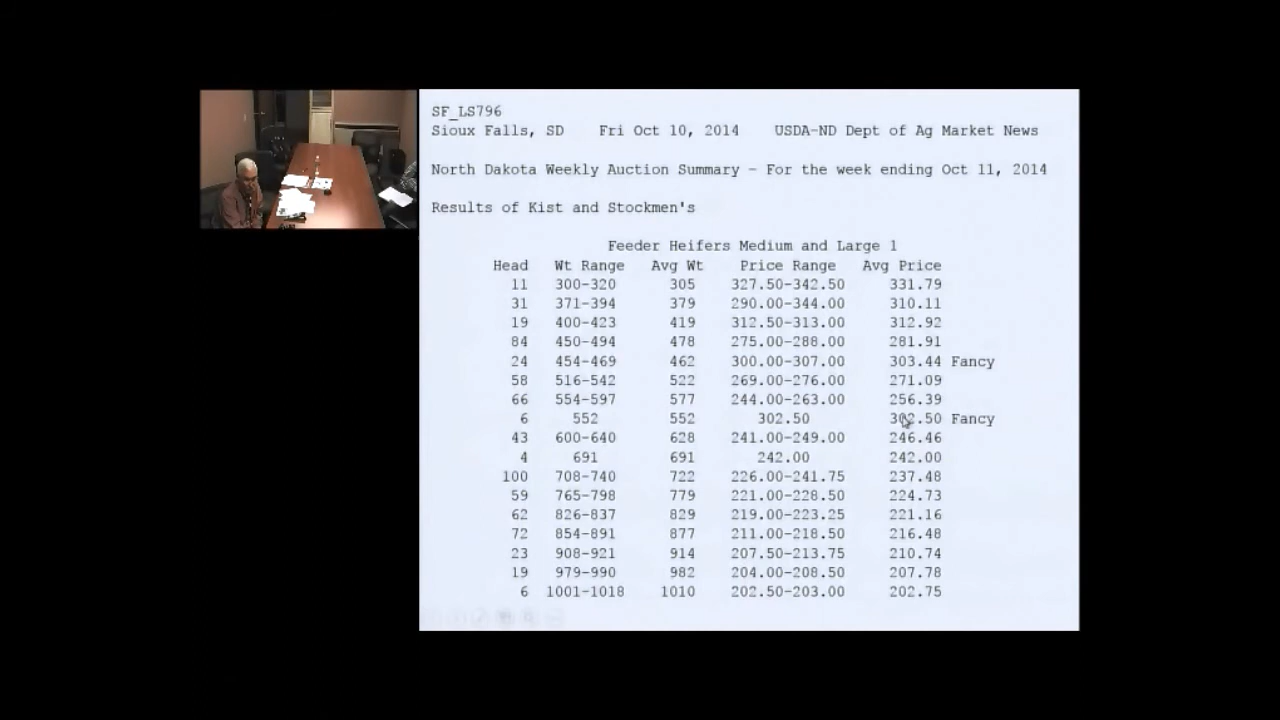 SF_LS796
Sioux Falls, SD Fri Oct 10, 2014 USDA-ND Dept of Ag Market News
North Dakota Weekly Auction Summary - For the week ending Oct 11, 2014
Results of Kist and Stockmen's
Feeder Heifers Medium and Large 1
Head Wt Range Avg Wt Price Range Avg Price
11 300-320 305 327.50-342.50 331.79
31 371-394 379 290.00-344.00 310.11
19 400-423 419 312.50-313.00 312.92
84 450-494 478 275.00-288.00 281.91
24 454-469 462 300.00-307.00 303.44 Fancy
58 516-542 522 269.00-276.00 271.09
66 554-597 577 244.00-263.00 256.39
6 552 552 302.50 302.50 Fancy
43 600-640 628 241.00-249.00 246.46
4 691 691 242.00 242.00
100 708-740 722 226.00-241.75 237.48
59 765-798 779 221.00-228.50 224.73
62 826-837 829 219.00-223.25 221.16
72 854-891 877 211.00-218.50 216.48
23 908-921 914 207.50-213.75 210.74
19 979-990 982 204.00-208.50 207.78
6 1001-1018 1010 202.50-203.00 202.75